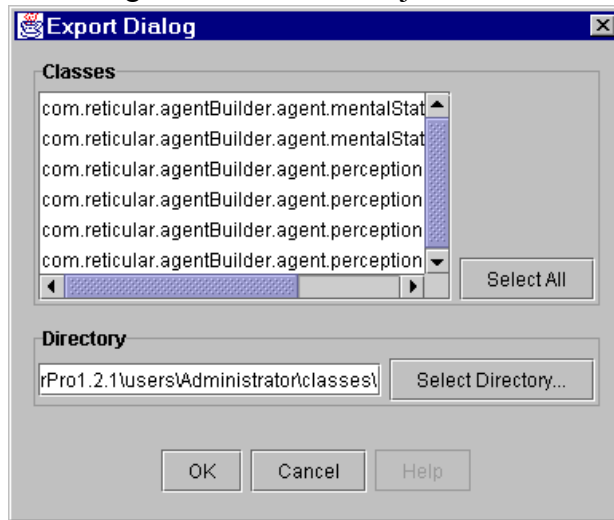 Export Dialog
Classes
com.reticular.agentBuilder.agent.mentalStat
com.reticular.agentBuilder.agent.mentalStat
com.reticular.agentBuilder.agent.perception
com.reticular.agentBuilder.agent.perception
com.reticular.agentBuilder.agent.perception
com.reticular.agentBuilder.agent.perception
Select All
Directory
rPro1.2.1\users\Administrator\classes\
Select Directory...
OK Cancel Help